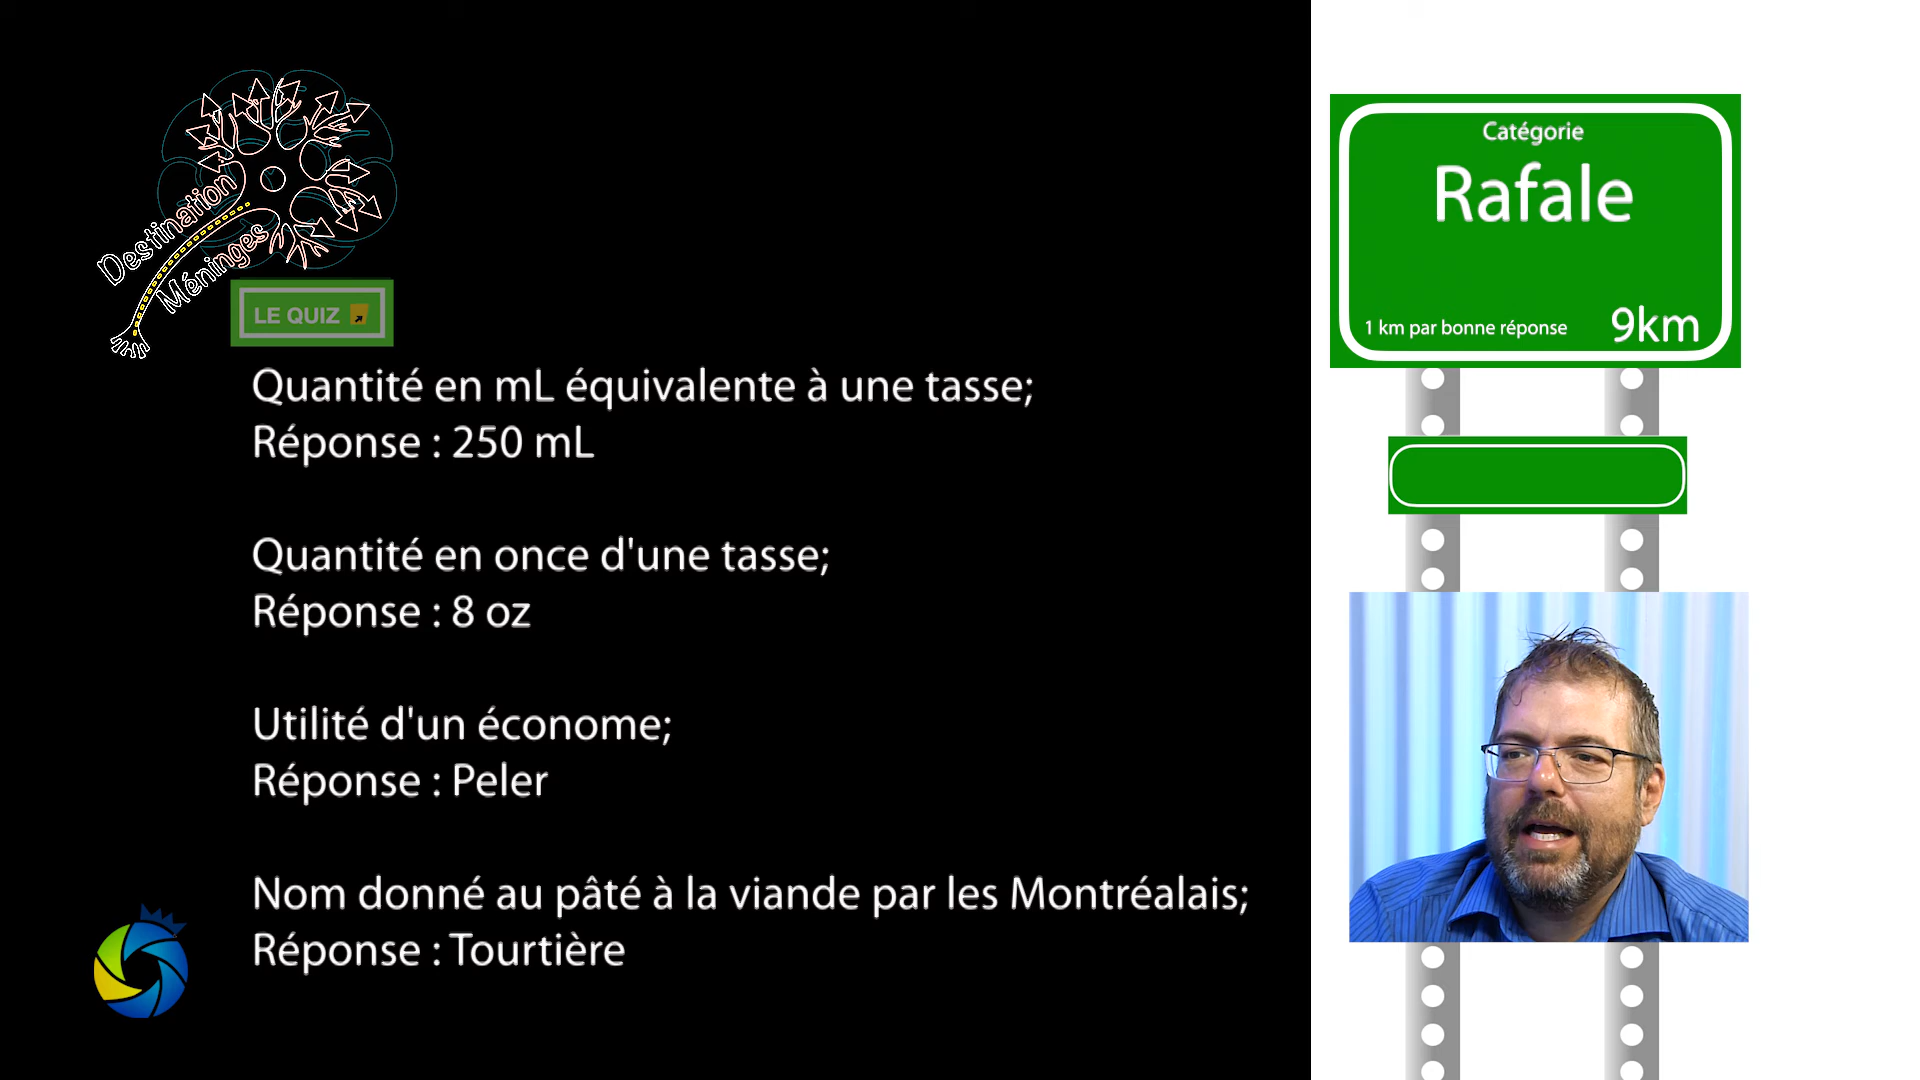 Destination
Méninges
LE QUIZ
Quantité en mL équivalente à une tasse;
Réponse : 250 mL
Quantité en once d'une tasse;
Réponse : 8 oz
Utilité d'un économe;
Réponse : Peler
Nom donné au pâté à la viande par les Montréalais;
Réponse : Tourtière
Catégorie
Rafale
1 km par bonne réponse
9km